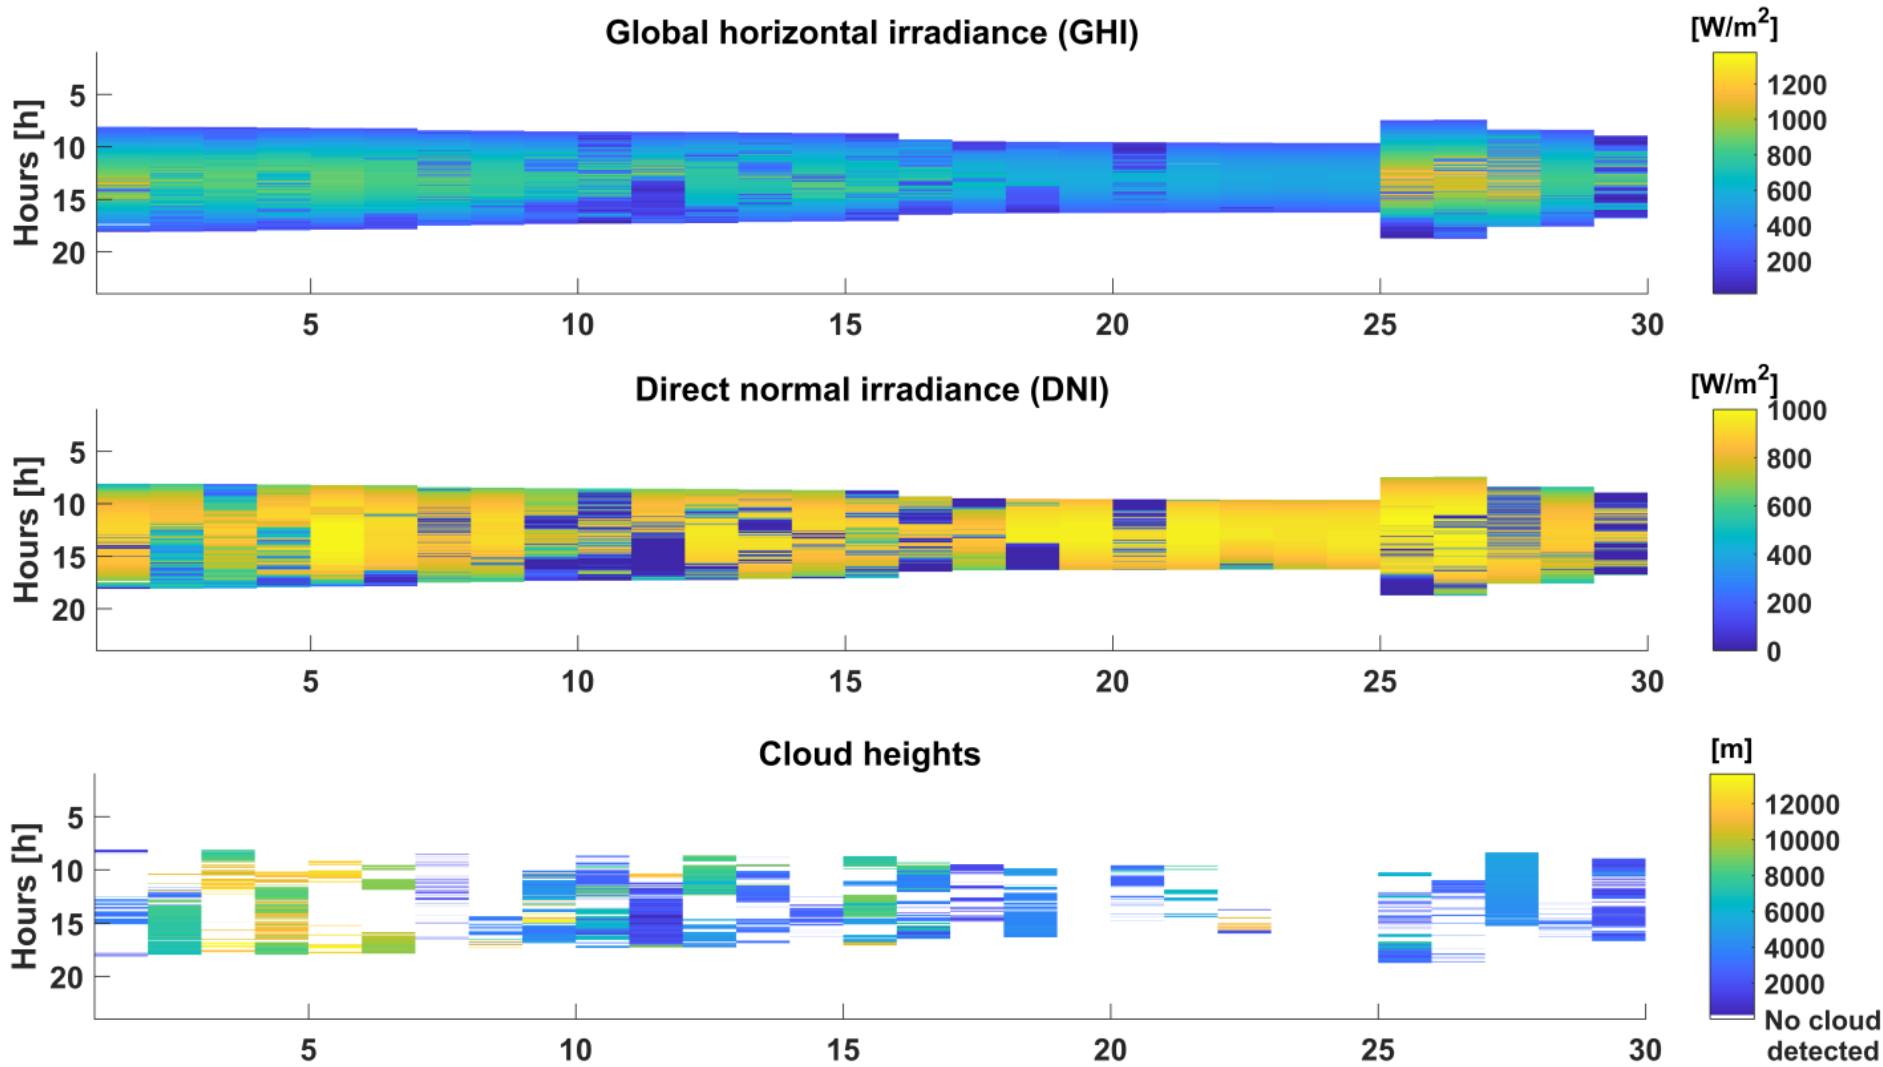 Global horizontal irradiance (GHI)
[W/m2]
Hours [h]
5
10
15
20
5 10 15 20 25 30
1200
1000
800
600
400
200
Direct normal irradiance (DNI)
[W/m2]
Hours [h]
5
10
15
20
5 10 15 20 25 30
1000
800
600
400
200
0
Cloud heights
[m]
Hours [h]
5
10
15
20
5 10 15 20 25 30
12000
10000
8000
6000
4000
2000
No cloud
detected